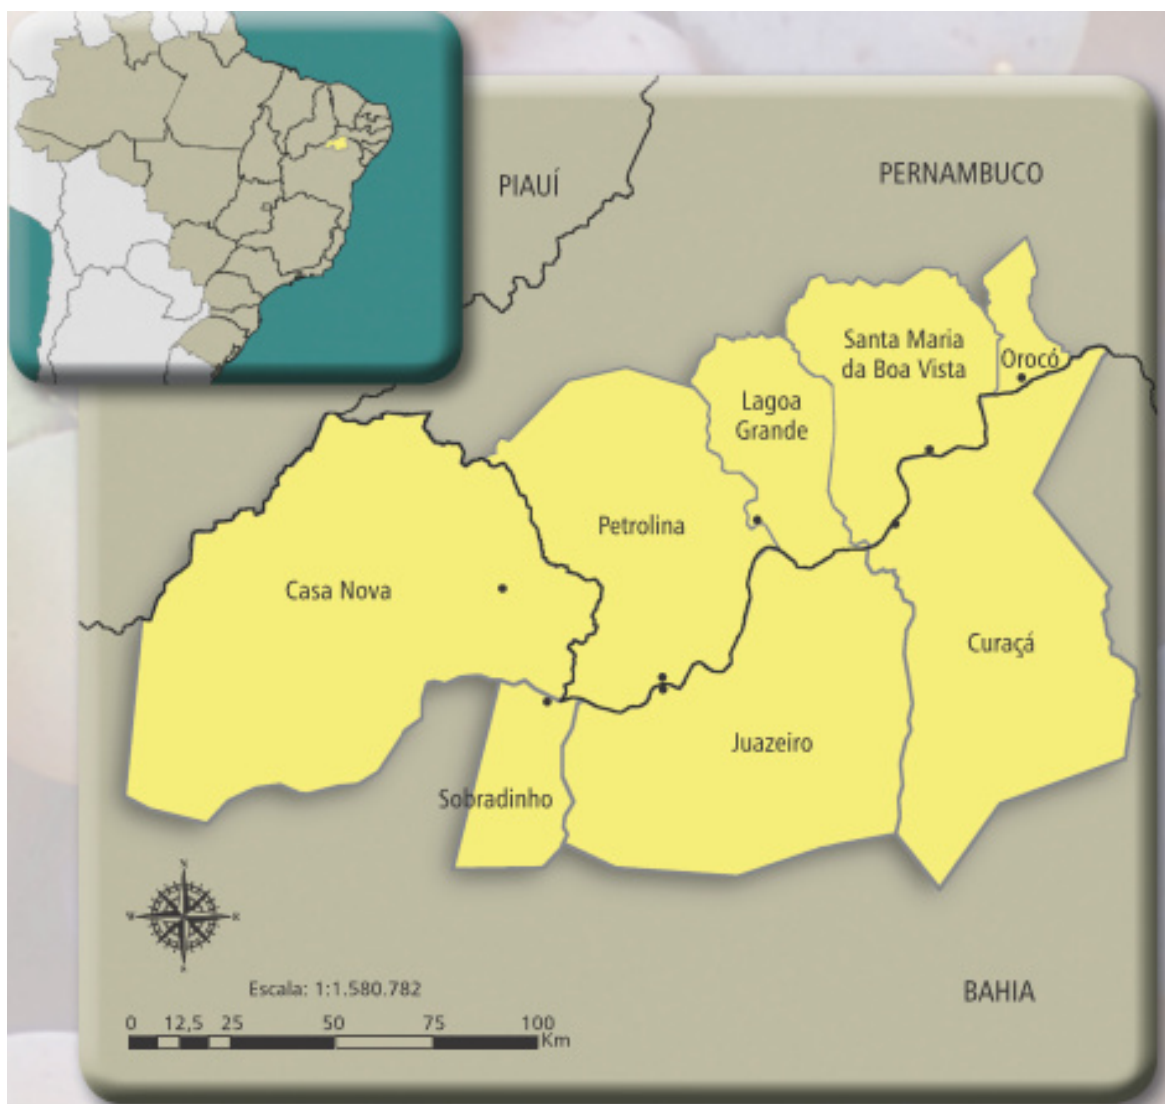 PIAUÍ
PERNAMBUCO
Santa Maria
da Boa Vista
Orocó
Lagoa
Grande
Petrolina
Casa Nova
Curaçá
Juazeiro
Sobradinho
Escala: 1:1.580.782
0 12,5 25 50 75 100
Km
BAHIA